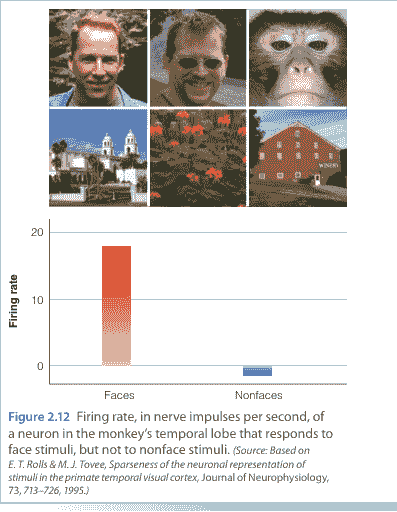 WINERY
20
10
0
Firing rate
Faces
Nonfaces
Figure 2.12 Firing rate, in nerve impulses per second, of
a neuron in the monkey's temporal lobe that responds to
face stimuli, but not to nonface stimuli. (Source: Based on
E. T. Rolls & M. J. Tovee, Sparseness of the neuronal representation of
stimuli in the primate temporal visual cortex, Journal of Neurophysiology,
73, 713–726, 1995.)